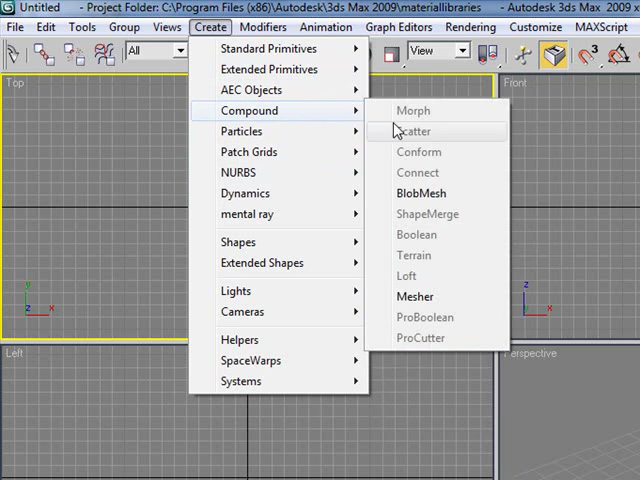 Untitled - Project Folder: C:\Program Files (x86)\Autodesk\3ds Max 2009\materiallibraries - Autodesk 3ds Max 2009 x
File Edit Tools Group Views Create Modifiers Animation Graph Editors Rendering Customize MAXScript
All View
Top
Front
Left
Perspective
Standard Primitives
Extended Primitives
AEC Objects
Compound
Particles
Patch Grids
NURBS
Dynamics
mental ray
Shapes
Extended Shapes
Lights
Cameras
Helpers
SpaceWarps
Systems
Morph
Scatter
Conform
Connect
BlobMesh
ShapeMerge
Boolean
Terrain
Loft
Mesher
ProBoolean
ProCutter
y
z x
z
y x
3